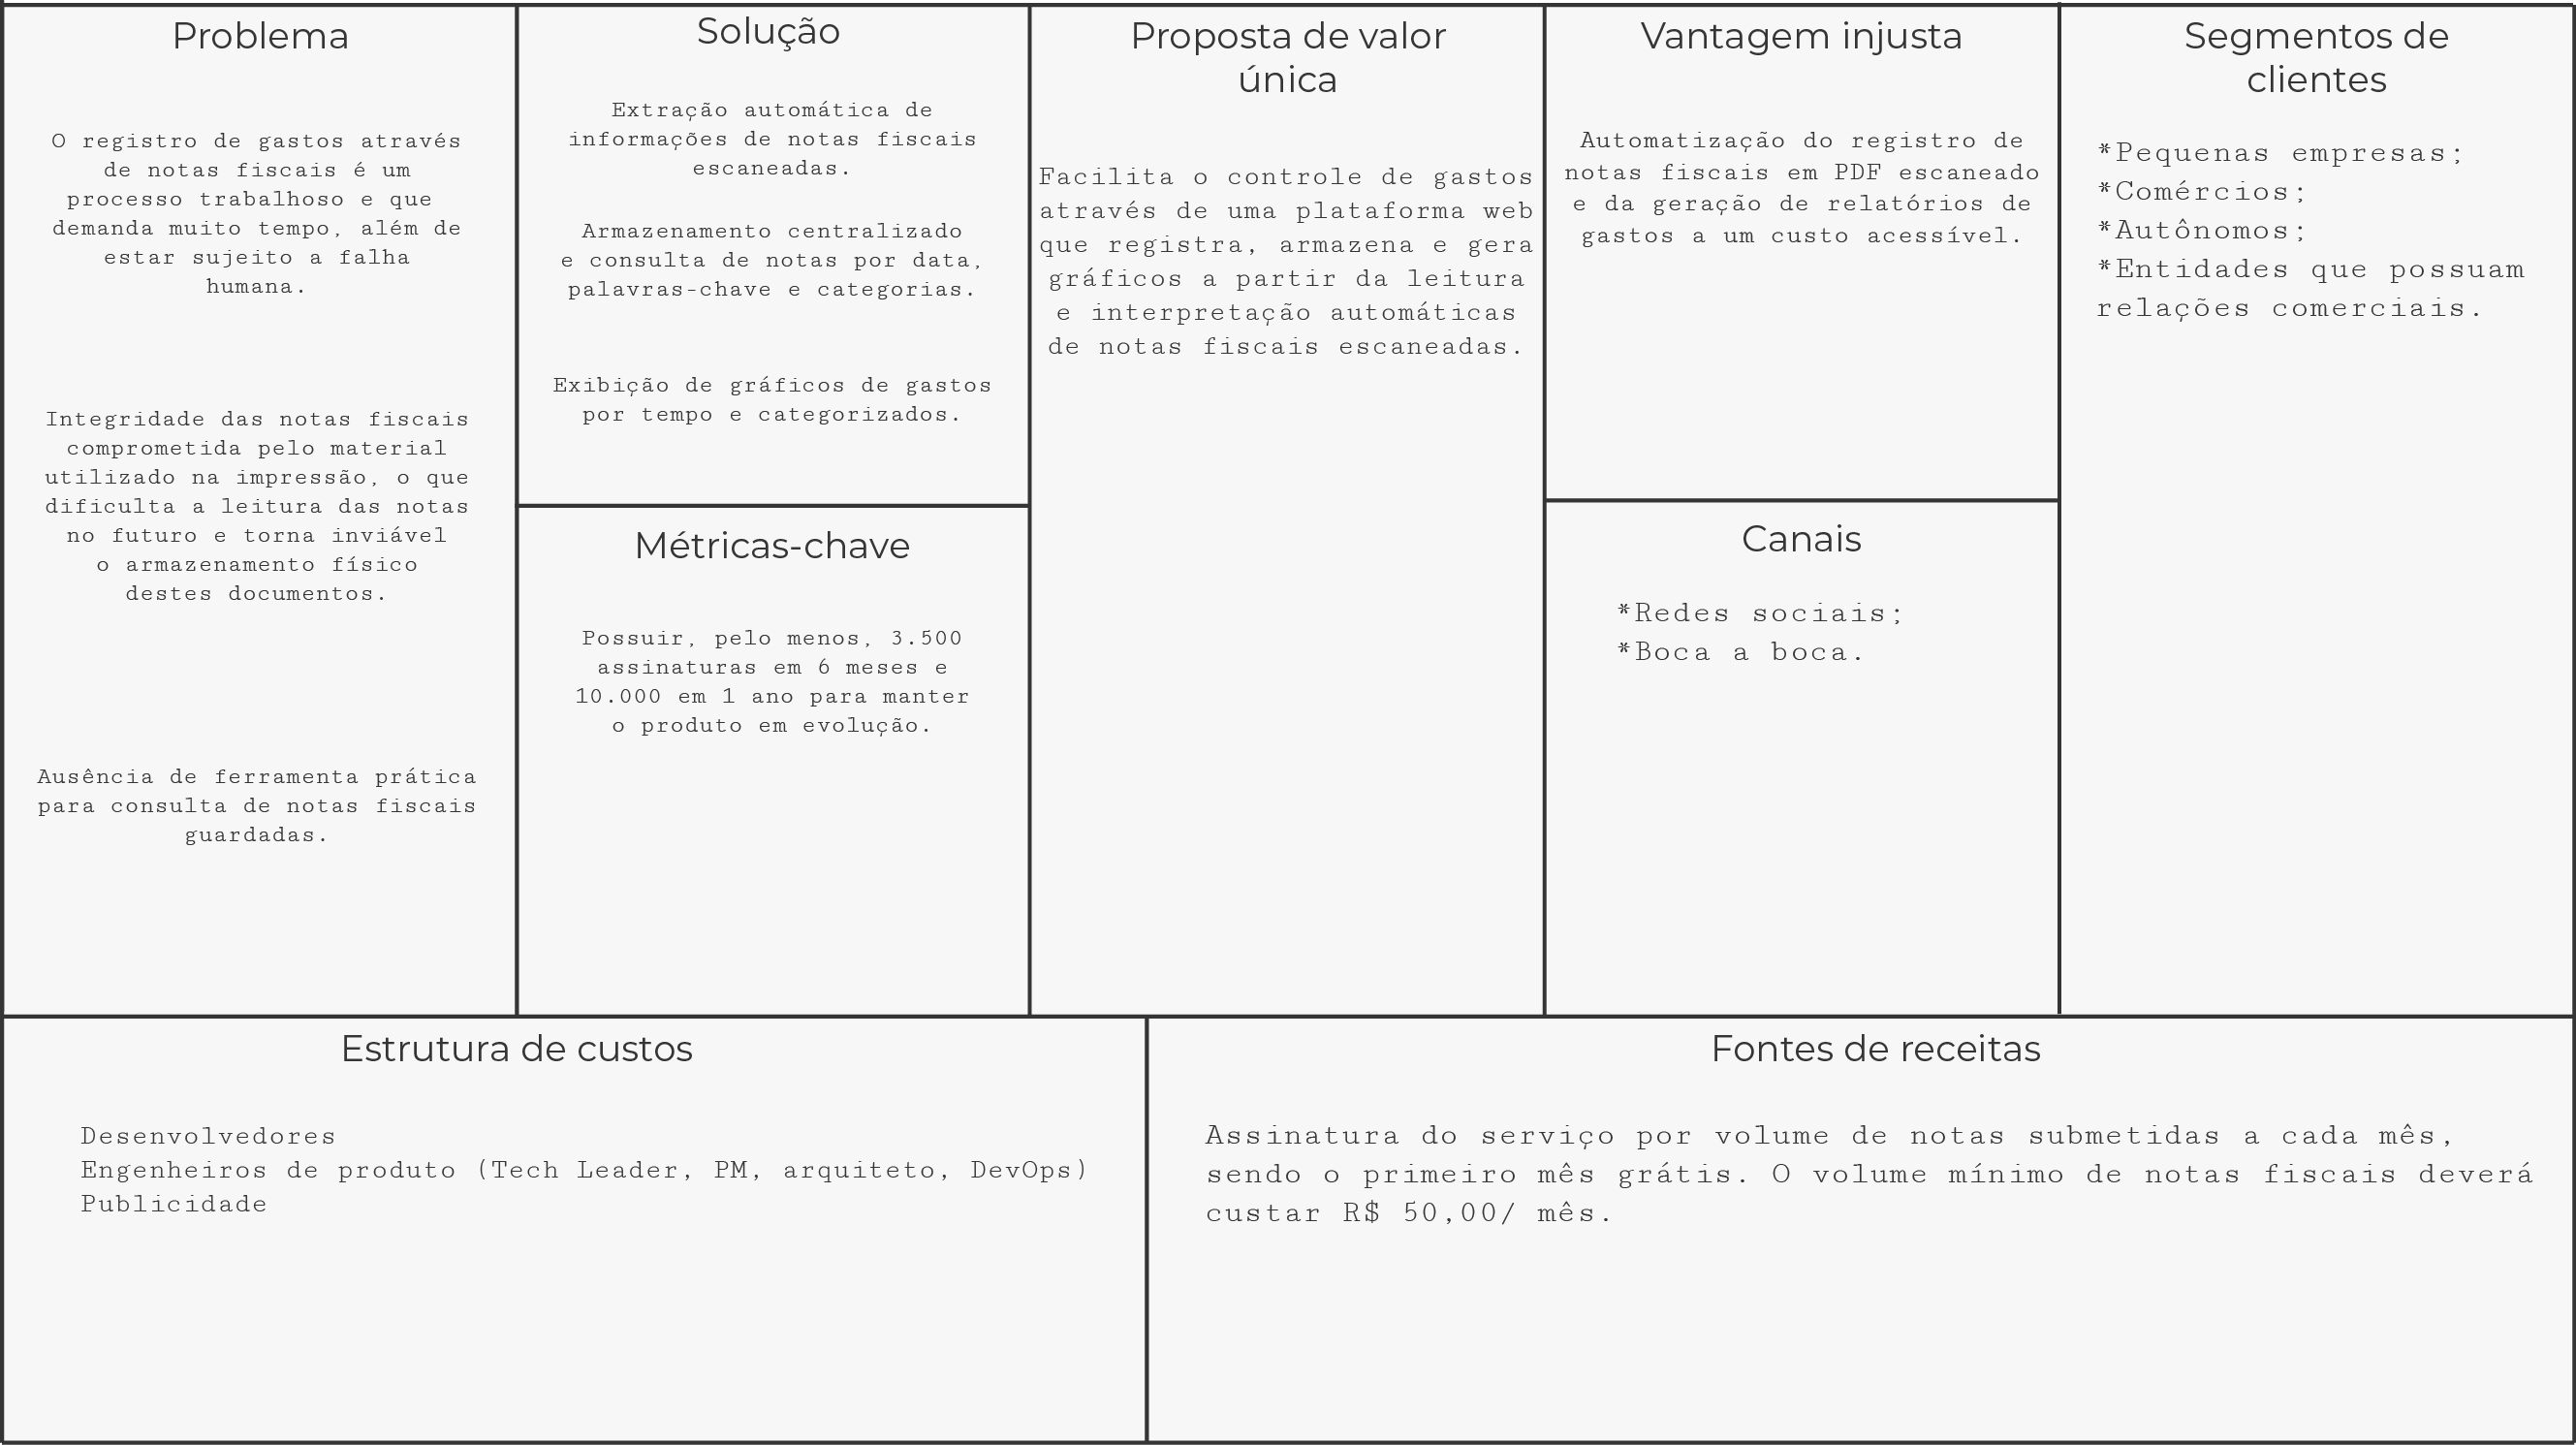 Problema
O registro de gastos através
de notas fiscais é um
processo trabalhoso e que
demanda muito tempo, além de
estar sujeito a falha
humana.
Integridade das notas fiscais
comprometida pelo material
utilizado na impressão, o que
dificulta a leitura das notas
no futuro e torna inviável
o armazenamento físico
destes documentos.
Ausência de ferramenta prática
para consulta de notas fiscais
guardadas.
Solução
Extração automática de
informações de notas fiscais
escaneadas.
Armazenamento centralizado
e consulta de notas por data,
palavras-chave e categorias.
Exibição de gráficos de gastos
por tempo e categorizados.
Métricas-chave
Possuir, pelo menos, 3.500
assinaturas em 6 meses e
10.000 em 1 ano para manter
o produto em evolução.
Proposta de valor
única
Facilita o controle de gastos
através de uma plataforma web
que registra, armazena e gera
gráficos a partir da leitura
e interpretação automáticas
de notas fiscais escaneadas.
Vantagem injusta
Automatização do registro de
notas fiscais em PDF escaneado
e da geração de relatórios de
gastos a um custo acessível.
Canais
*Redes sociais;
*Boca a boca.
Segmentos de
clientes
*Pequenas empresas;
*Comércios;
*Autônomos;
*Entidades que possuam
relações comerciais.
Estrutura de custos
Desenvolvedores
Engenheiros de produto (Tech Leader, PM, arquiteto, DevOps)
Publicidade
Fontes de receitas
Assinatura do serviço por volume de notas submetidas a cada mês,
sendo o primeiro mês grátis. O volume mínimo de notas fiscais deverá
custar R$ 50,00/ mês.